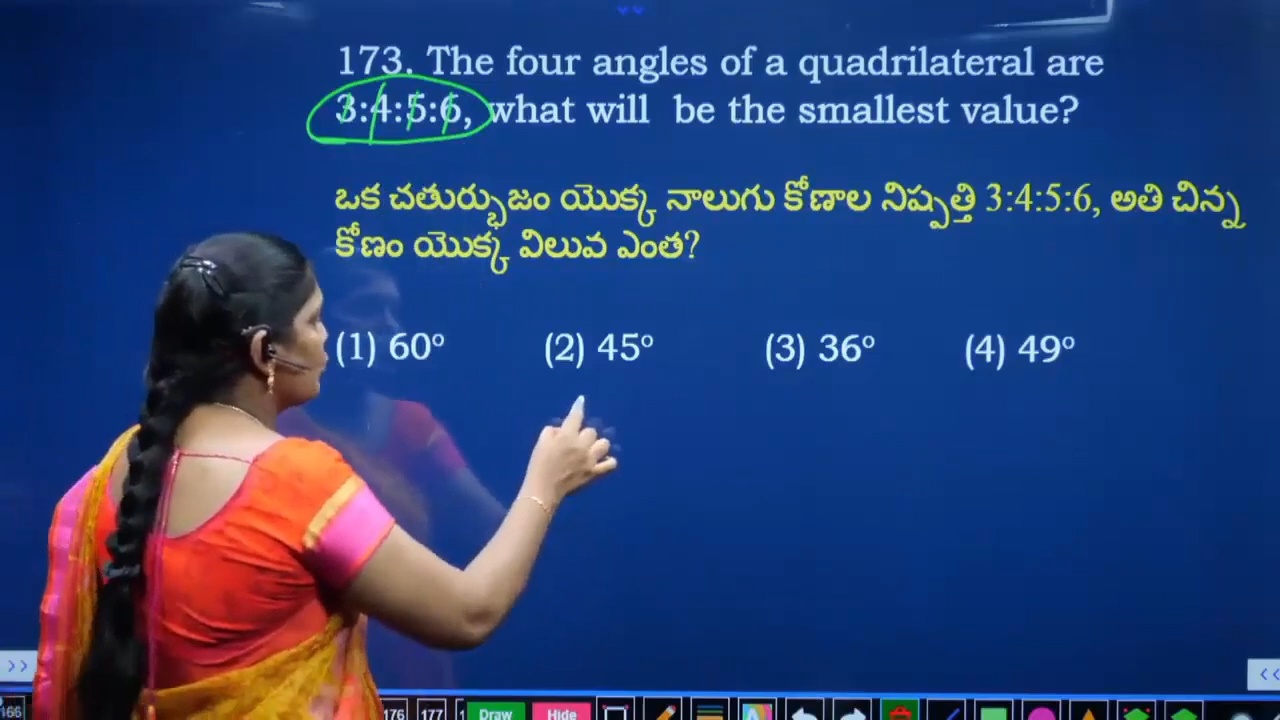 173. The four angles of a quadrilateral are
3:4:5:6, what will be the smallest value?
ఒక చతుర్భుజం యొక్క నాలుగు కోణాల నిష్పత్తి 3:4:5:6, అతి చిన్న
కోణం యొక్క విలువ ఎంత?
(1) 60° (2) 45° (3) 36° (4) 49°
>> <<
166 176 177 Draw Hide